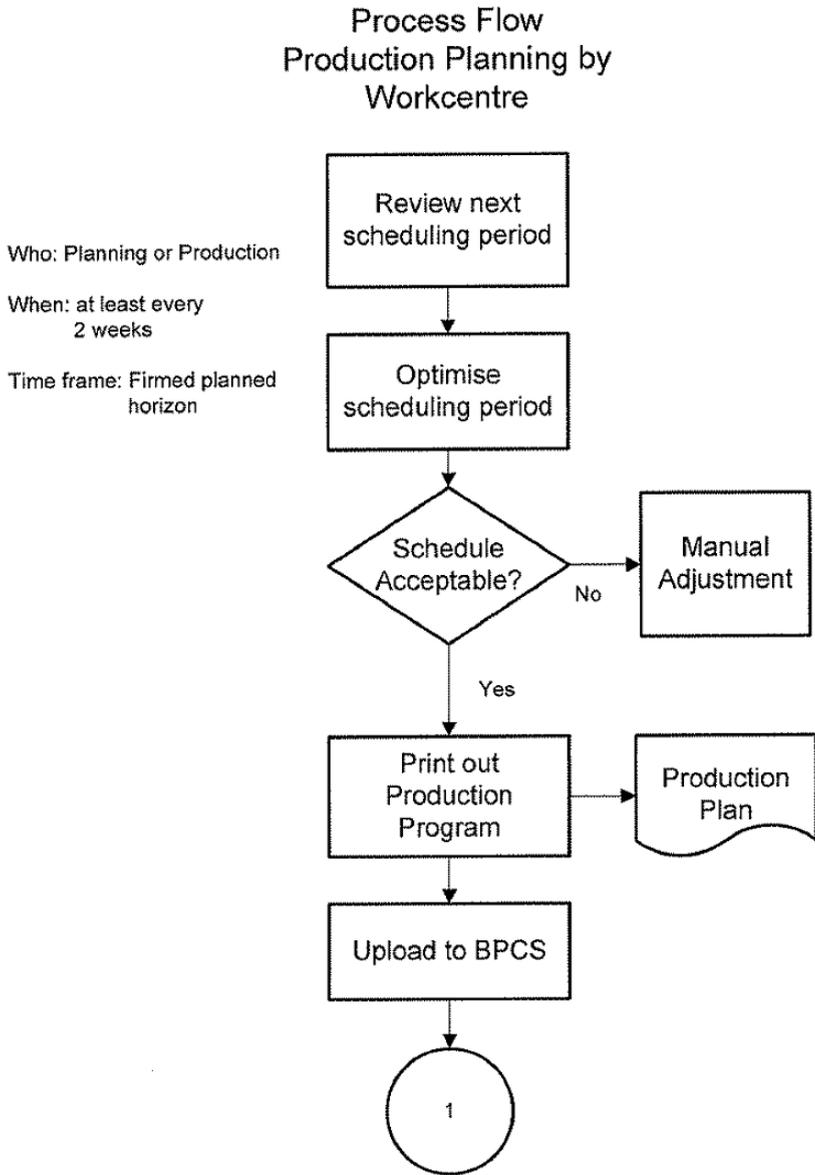 Process Flow
Production Planning by
Workcentre
Review next
scheduling period
Who: Planning or Production
When: at least every
2 weeks
Time frame: Firmed planned
horizon
Optimise
scheduling period
Schedule
Acceptable?
No
Manual
Adjustment
Yes
Print out
Production
Program
Production
Plan
Upload to BPCS
1